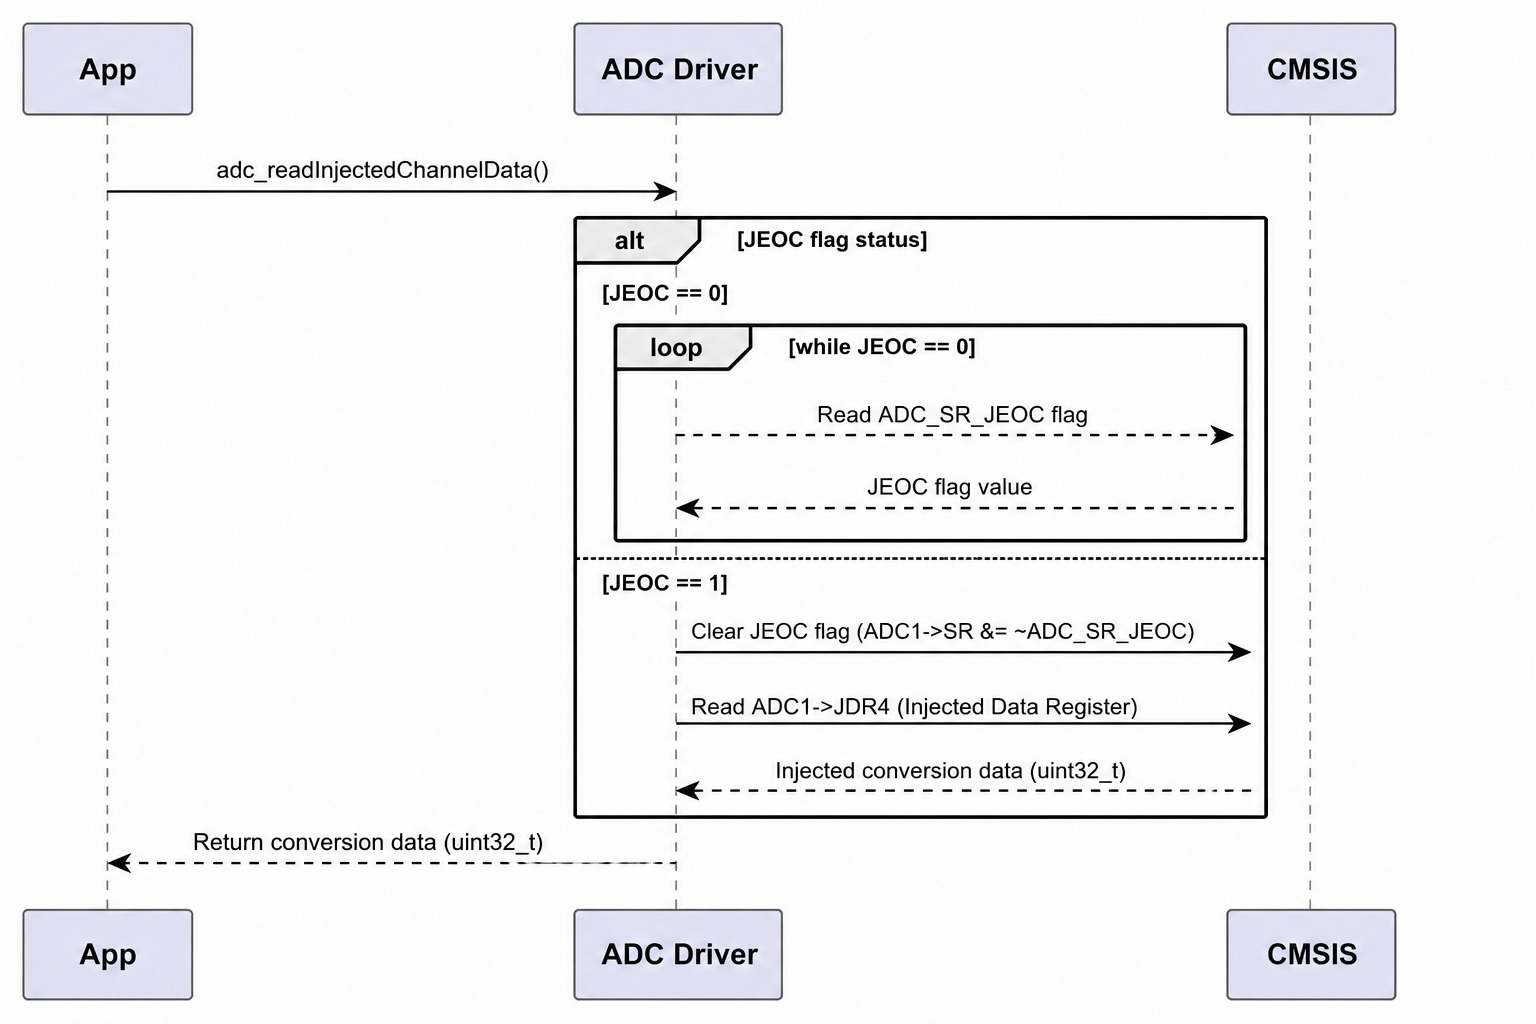 App
ADC Driver
CMSIS
adc_readInjectedChannelData()
alt
[JEOC flag status]
[JEOC == 0]
loop
[while JEOC == 0]
Read ADC_SR_JEOC flag
JEOC flag value
[JEOC == 1]
Clear JEOC flag (ADC1->SR &= ~ADC_SR_JEOC)
Read ADC1->JDR4 (Injected Data Register)
Injected conversion data (uint32_t)
Return conversion data (uint32_t)
App
ADC Driver
CMSIS